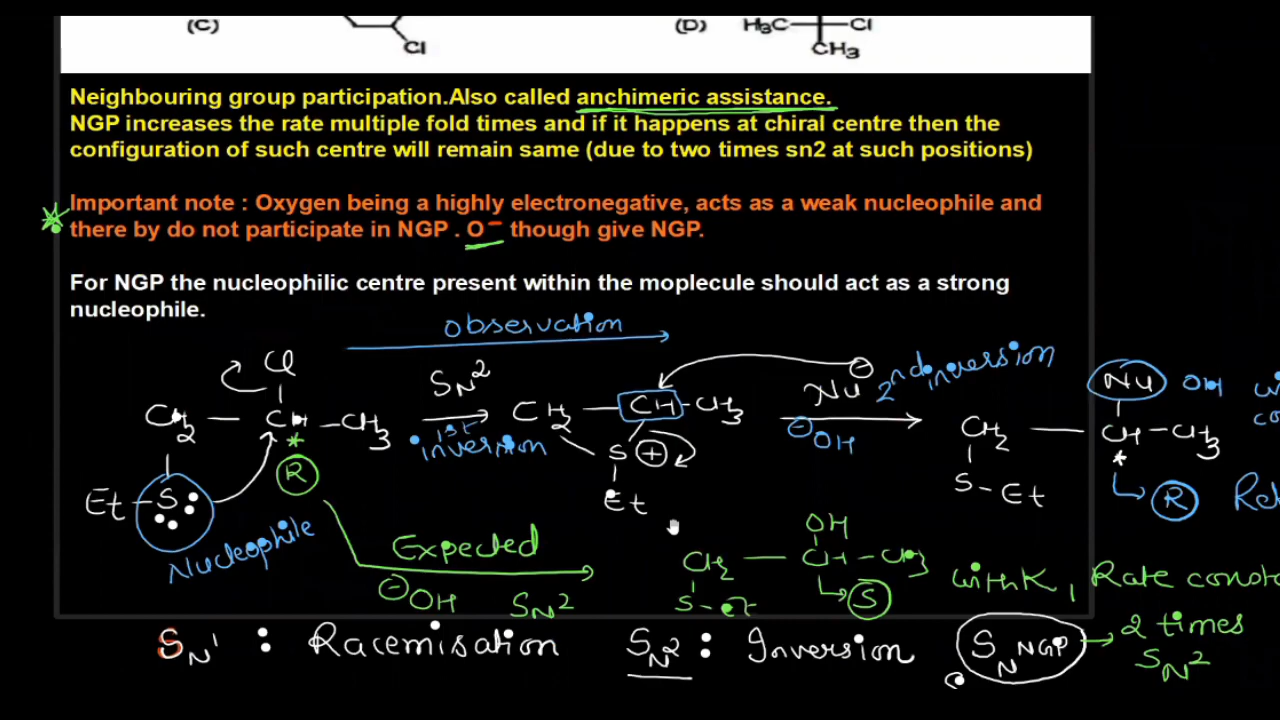 (C) Cl (D) H₃C Cl
CH₃
Neighbouring group participation.Also called anchimeric assistance.
NGP increases the rate multiple fold times and if it happens at chiral centre then the
configuration of such centre will remain same (due to two times sn2 at such positions)
Important note : Oxygen being a highly electronegative, acts as a weak nucleophile and
there by do not participate in NGP . O⁻ though give NGP.
For NGP the nucleophilic centre present within the moplecule should act as a strong
nucleophile.
observation
Cl SN² Nu ⊖ 2nd inversion Nu OH
CH₂ — CH — CH₃ CH₂ — CH — CH₃ CH₂ — CH — CH₃
* 1st inversion S ⊕ ⊖OH *
Et — S R Et S — Et R
Nucleophile
Expected OH
CH₂ — CH — CH₃
⊖OH SN² S — Et S with K₁ Rate
SN¹ : Racemisation SN² : Inversion SN NGP → 2 times
SN²